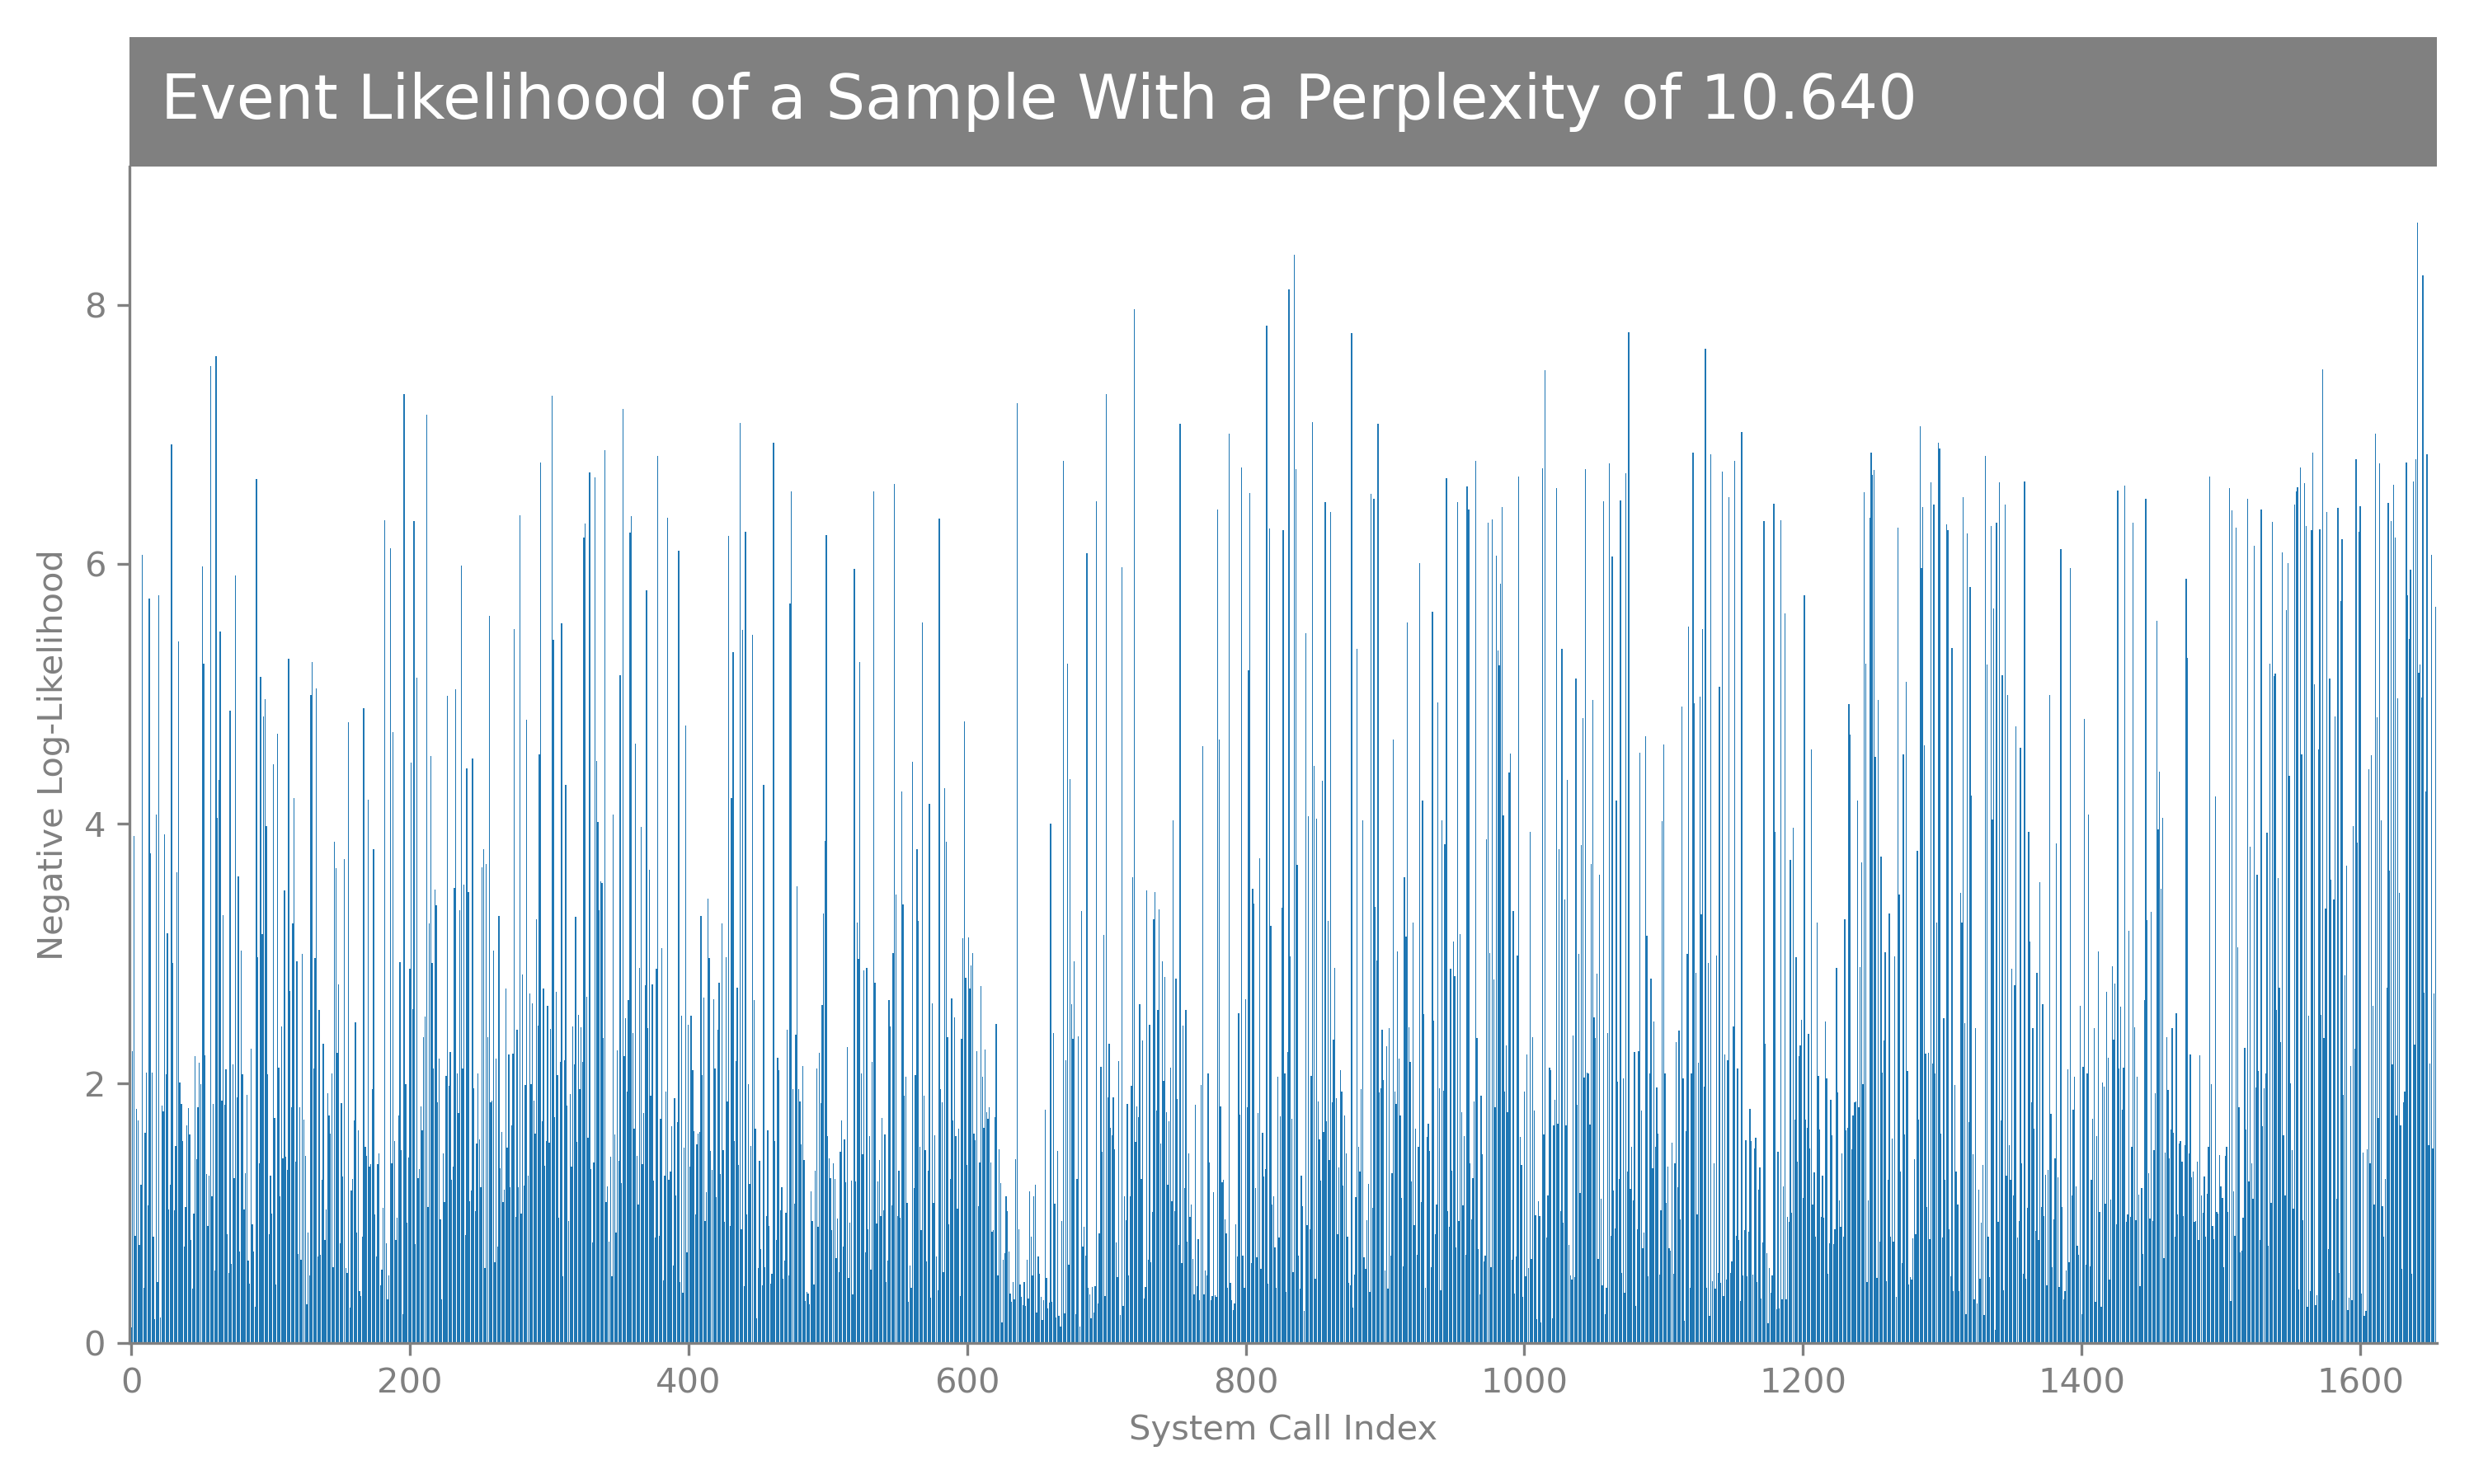 Event Likelihood of a Sample With a Perplexity of 10.640
8
6
4
2
0
Negative Log-Likelihood
0 200 400 600 800 1000 1200 1400 1600
System Call Index